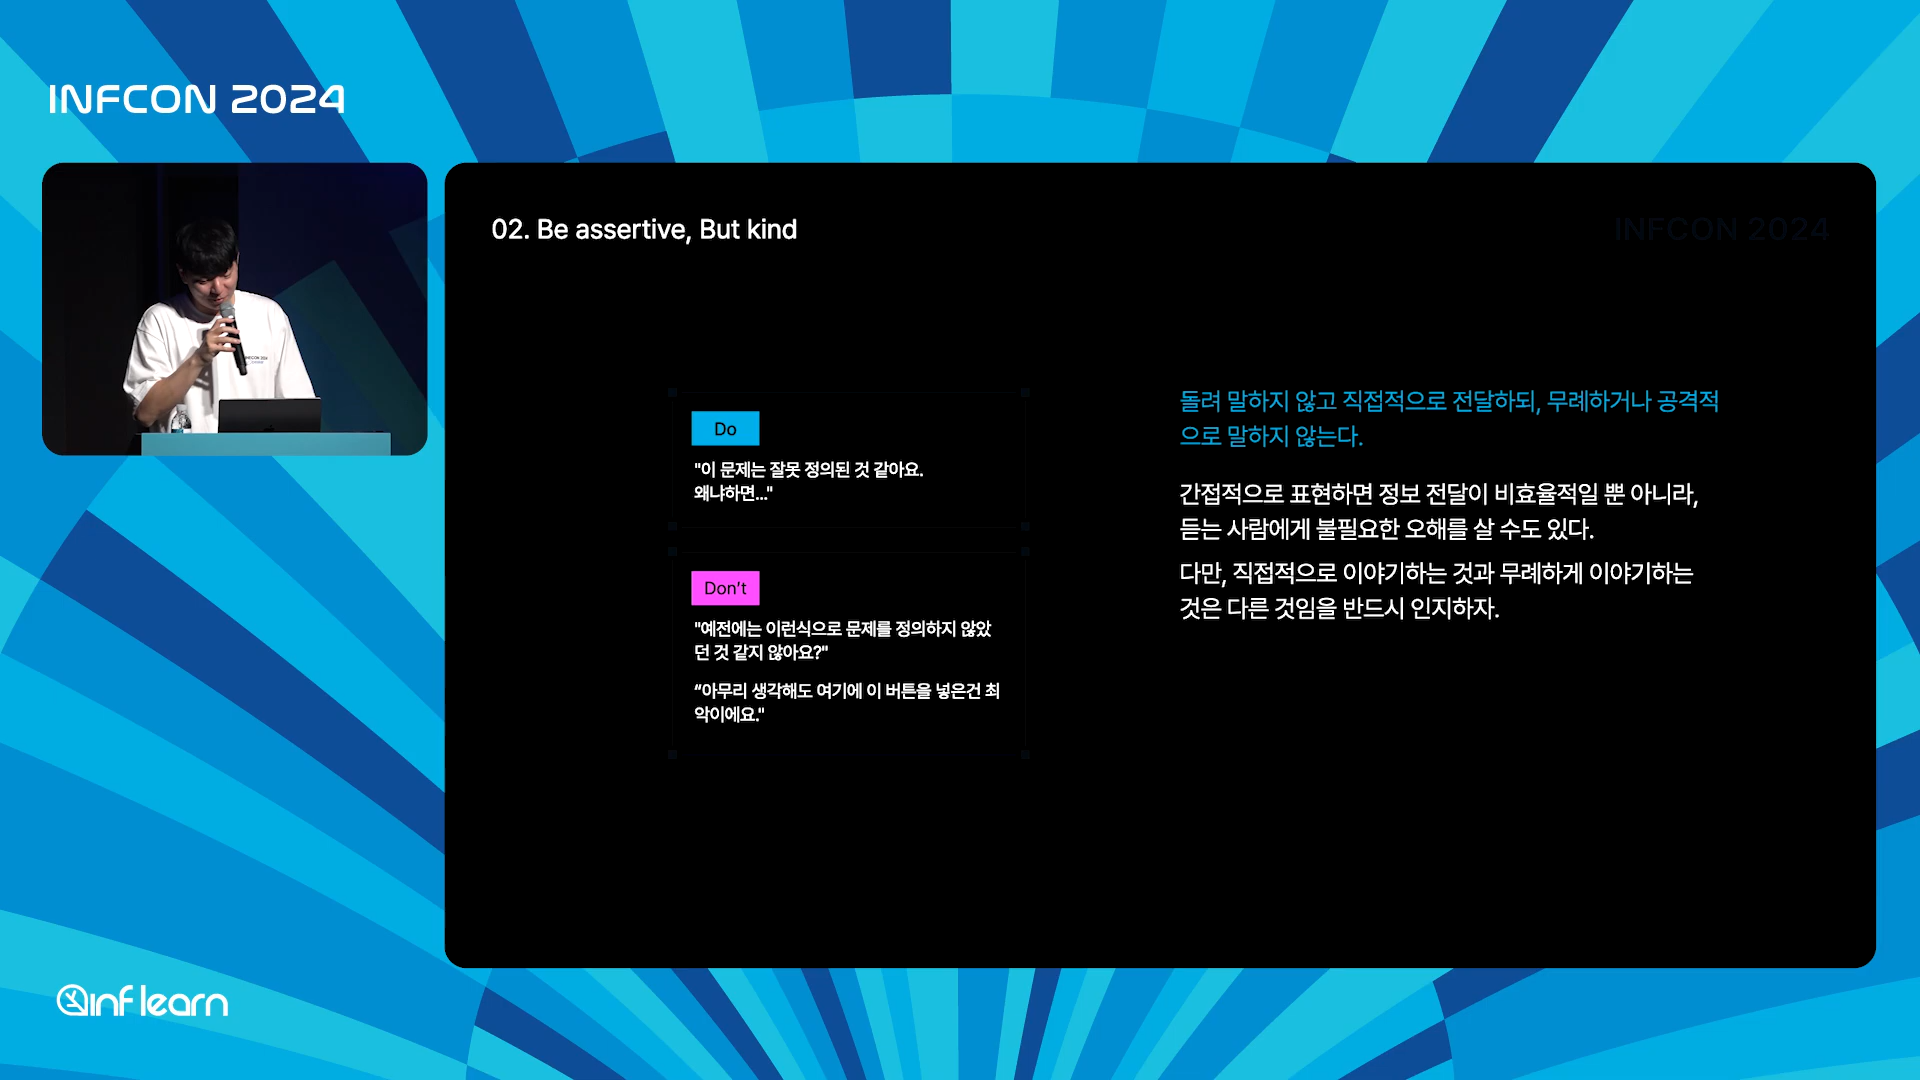 INFCON 2024
02. Be assertive, But kind
INFCON 2024
Do
"이 문제는 잘못 정의된 것 같아요.
왜냐하면..."
Don't
"예전에는 이런식으로 문제를 정의하지 않았
던 것 같지 않아요?"
“아무리 생각해도 여기에 이 버튼을 넣은건 최
악이에요."
돌려 말하지 않고 직접적으로 전달하되, 무례하거나 공격적
으로 말하지 않는다.
간접적으로 표현하면 정보 전달이 비효율적일 뿐 아니라,
듣는 사람에게 불필요한 오해를 살 수도 있다.
다만, 직접적으로 이야기하는 것과 무례하게 이야기하는
것은 다른 것임을 반드시 인지하자.
inflearn